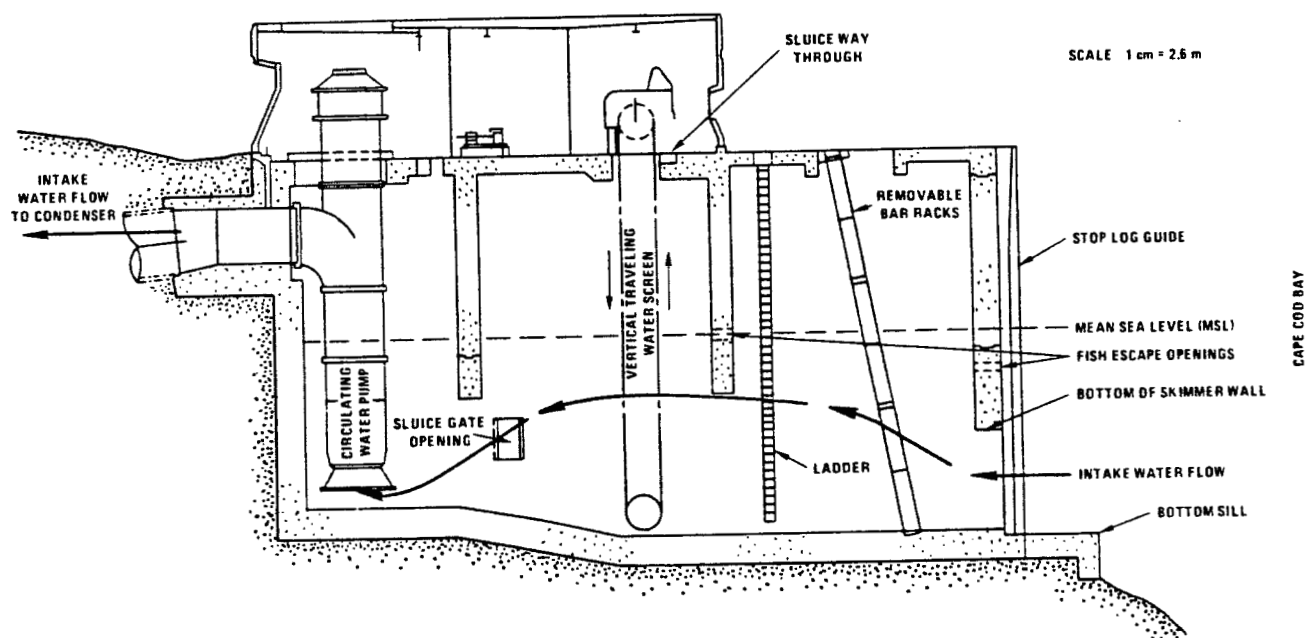 SLUICE WAY
THROUGH
SCALE 1 cm = 2.6 m
INTAKE
WATER FLOW
TO CONDENSER
REMOVABLE
BAR RACKS
STOP LOG GUIDE
VERTICAL TRAVELING
WATER SCREEN
MEAN SEA LEVEL (MSL)
FISH ESCAPE OPENINGS
CAPE COD BAY
CIRCULATING
WATER PUMP
SLUICE GATE
OPENING
BOTTOM OF SKIMMER WALL
LADDER
INTAKE WATER FLOW
BOTTOM SILL